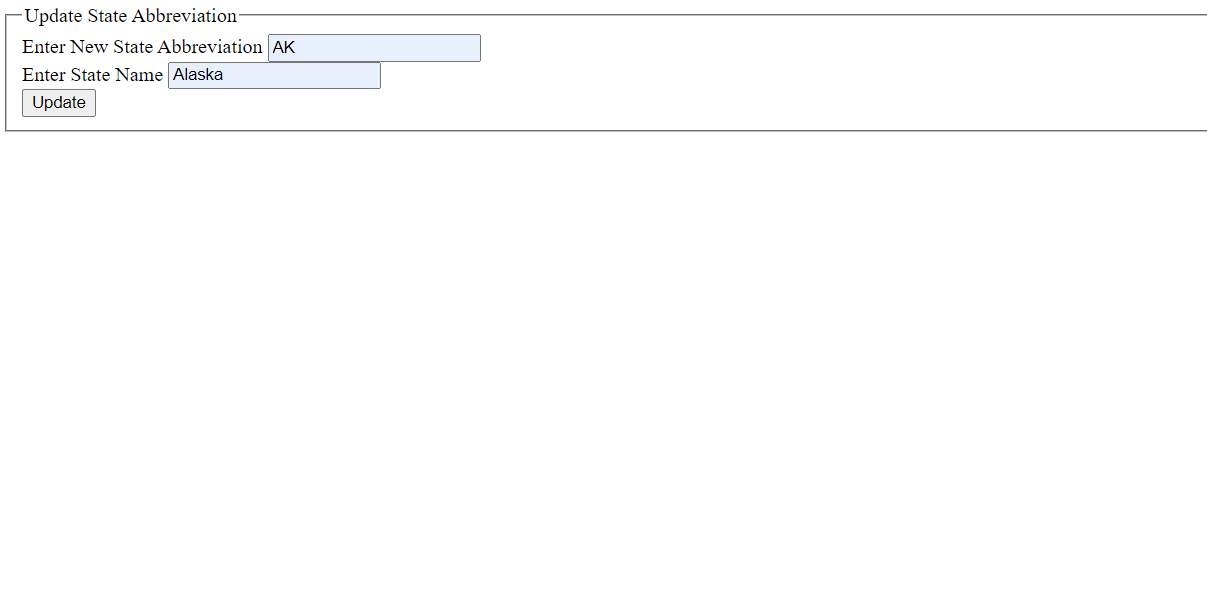 Update State Abbreviation
Enter New State Abbreviation AK
Enter State Name Alaska
Update